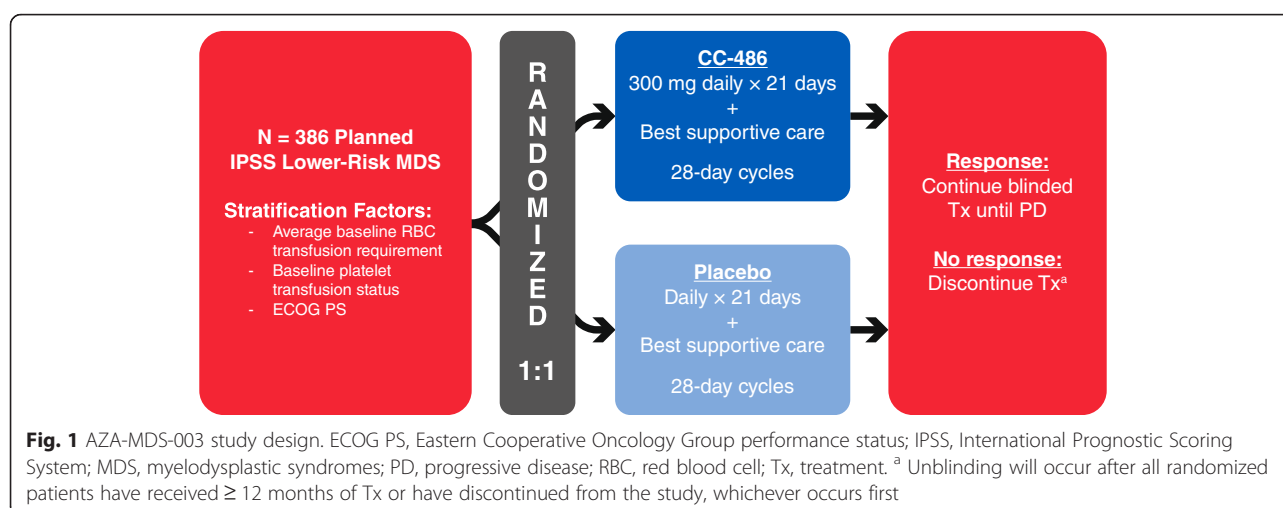 N = 386 Planned
IPSS Lower-Risk MDS
Stratification Factors:
- Average baseline RBC
transfusion requirement
- Baseline platelet
transfusion status
- ECOG PS
RANDOMIZED
1:1
CC-486
300 mg daily × 21 days
+
Best supportive care
28-day cycles
Placebo
Daily × 21 days
+
Best supportive care
28-day cycles
Response:
Continue blinded
Tx until PD
No response:
Discontinue Txᵃ
Fig. 1 AZA-MDS-003 study design. ECOG PS, Eastern Cooperative Oncology Group performance status; IPSS, International Prognostic Scoring
System; MDS, myelodysplastic syndromes; PD, progressive disease; RBC, red blood cell; Tx, treatment. ᵃ Unblinding will occur after all randomized
patients have received ≥ 12 months of Tx or have discontinued from the study, whichever occurs first